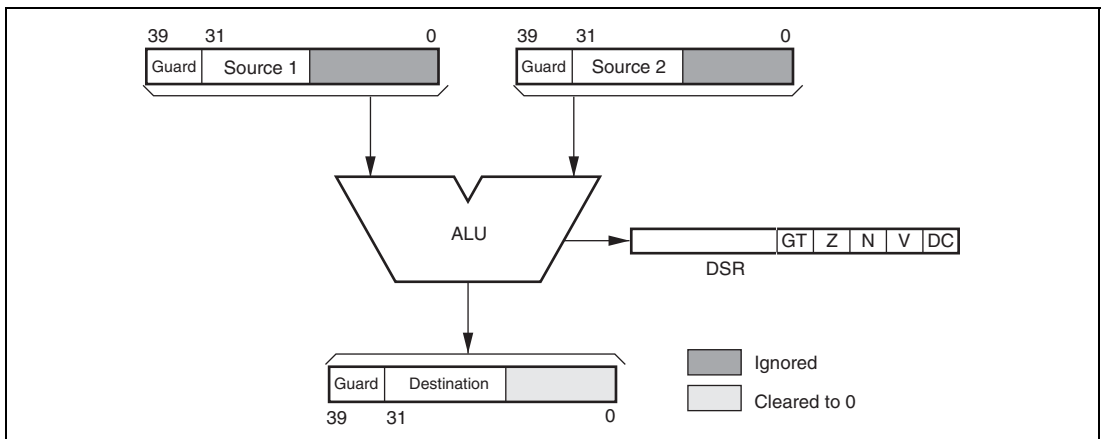 39 31 0
39 31 0
Guard Source 1
Guard Source 2
ALU
GT Z N V DC
DSR
Guard Destination
39 31 0
Ignored
Cleared to 0